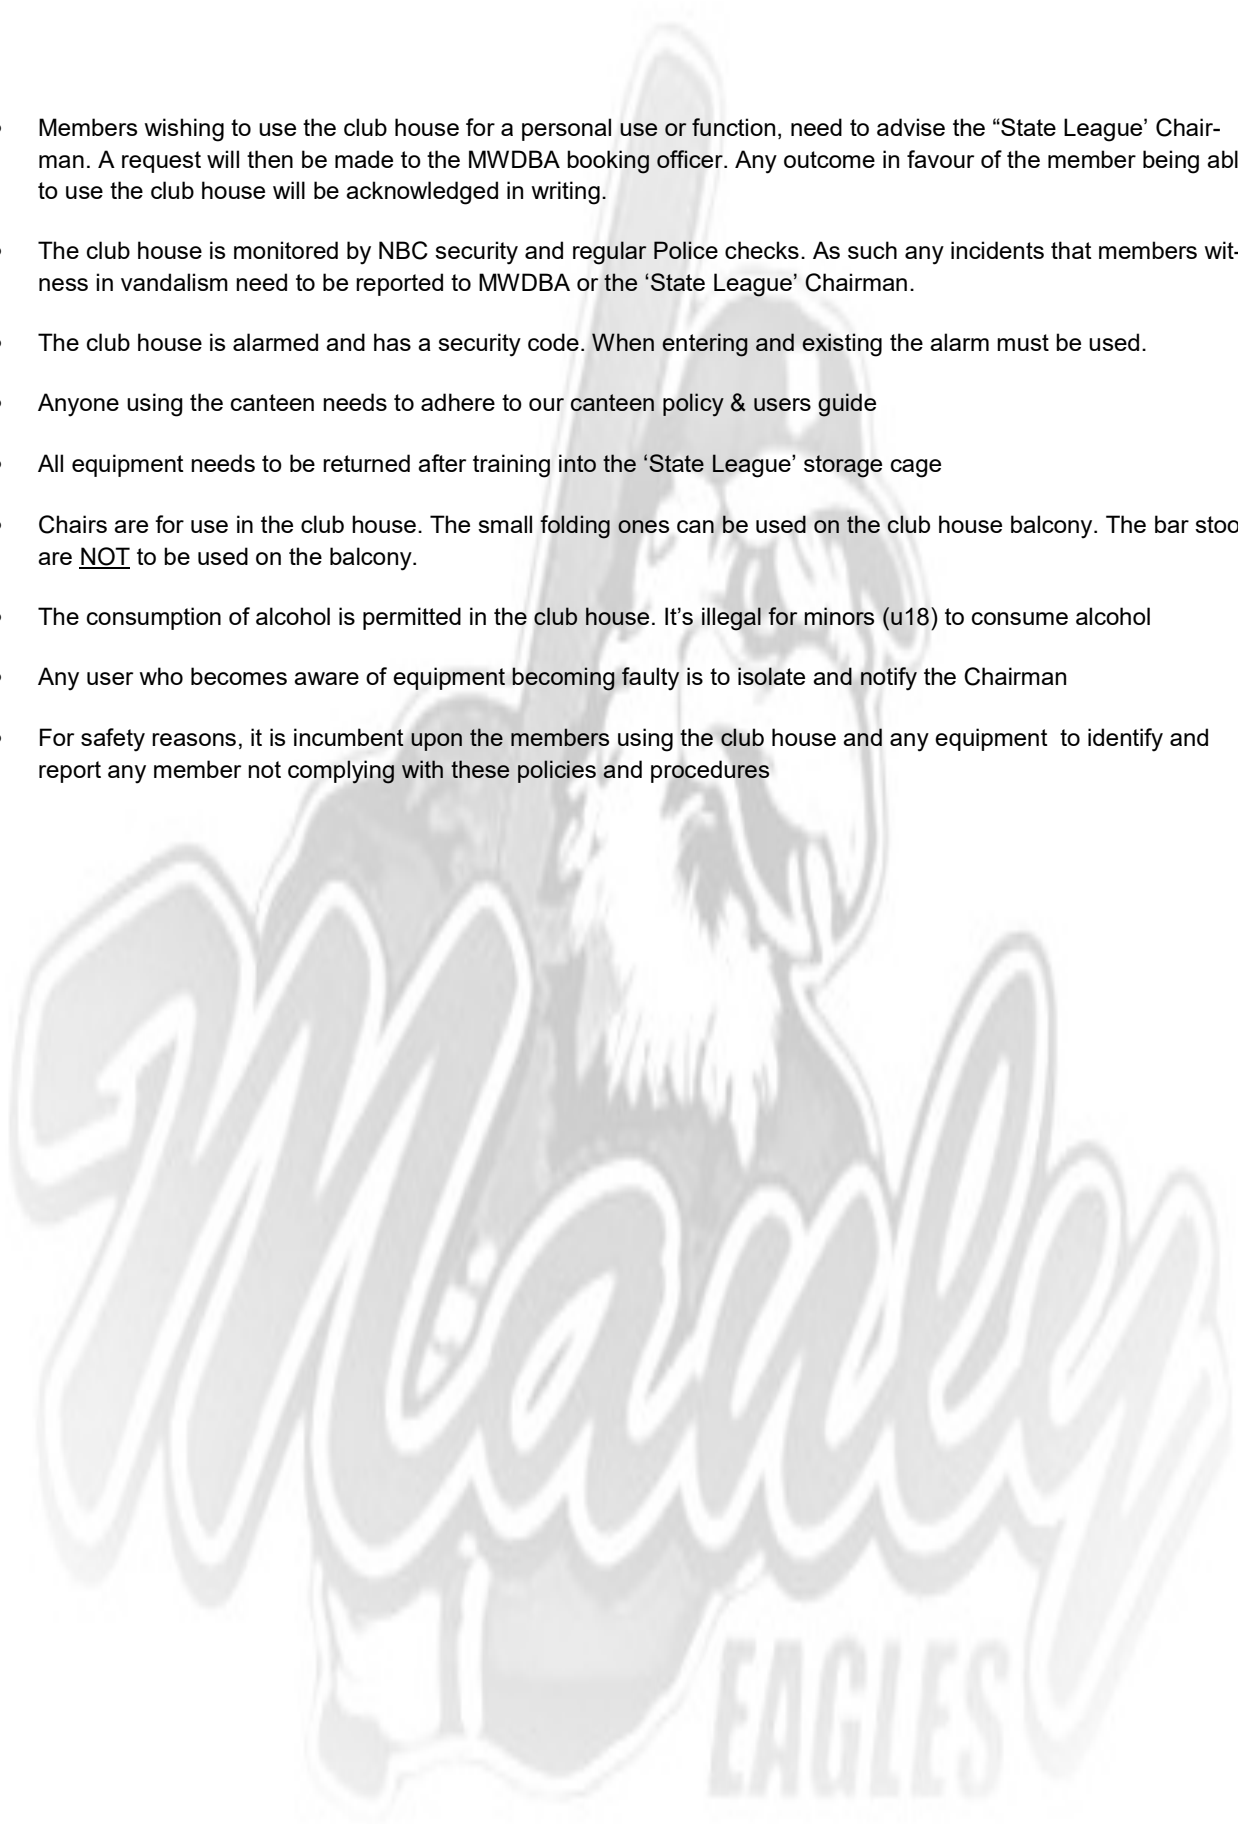 • Members wishing to use the club house for a personal use or function, need to advise the “State League’ Chair-
man. A request will then be made to the MWDBA booking officer. Any outcome in favour of the member being abl
to use the club house will be acknowledged in writing.
• The club house is monitored by NBC security and regular Police checks. As such any incidents that members wit-
ness in vandalism need to be reported to MWDBA or the ‘State League’ Chairman.
• The club house is alarmed and has a security code. When entering and existing the alarm must be used.
• Anyone using the canteen needs to adhere to our canteen policy & users guide
• All equipment needs to be returned after training into the ‘State League’ storage cage
• Chairs are for use in the club house. The small folding ones can be used on the club house balcony. The bar stoo
are NOT to be used on the balcony.
• The consumption of alcohol is permitted in the club house. It’s illegal for minors (u18) to consume alcohol
• Any user who becomes aware of equipment becoming faulty is to isolate and notify the Chairman
• For safety reasons, it is incumbent upon the members using the club house and any equipment  to identify and
report any member not complying with these policies and procedures
Manly
EAGLES